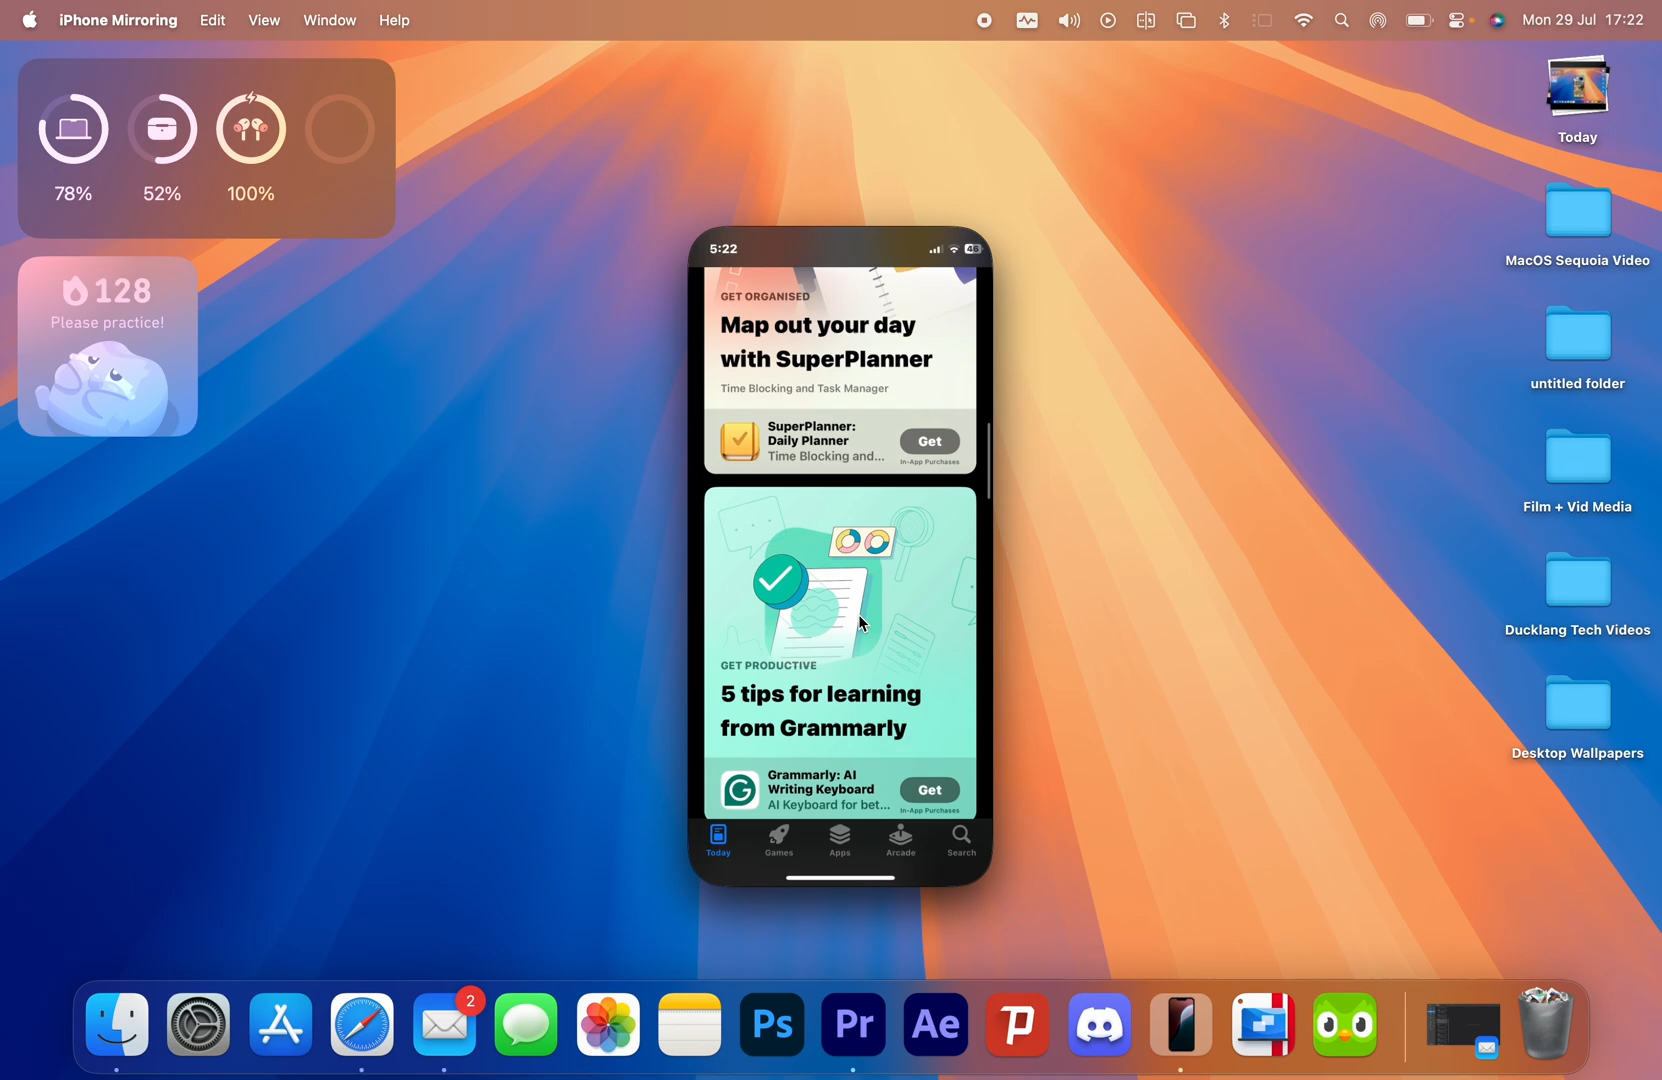 iPhone Mirroring Edit View Window Help Mon 29 Jul 17:22
78% 52% 100%
128
Please practice!
5:22 46
GET ORGANISED
Map out your day
with SuperPlanner
Time Blocking and Task Manager
SuperPlanner:
Daily Planner
Time Blocking and...
Get
In-App Purchases
GET PRODUCTIVE
5 tips for learning
from Grammarly
Grammarly: AI
Writing Keyboard
AI Keyboard for bet...
Get
In-App Purchases
Today Games Apps Arcade Search
Today
MacOS Sequoia Video
untitled folder
Film + Vid Media
Ducklang Tech Videos
Desktop Wallpapers
2
Ps Pr Ae